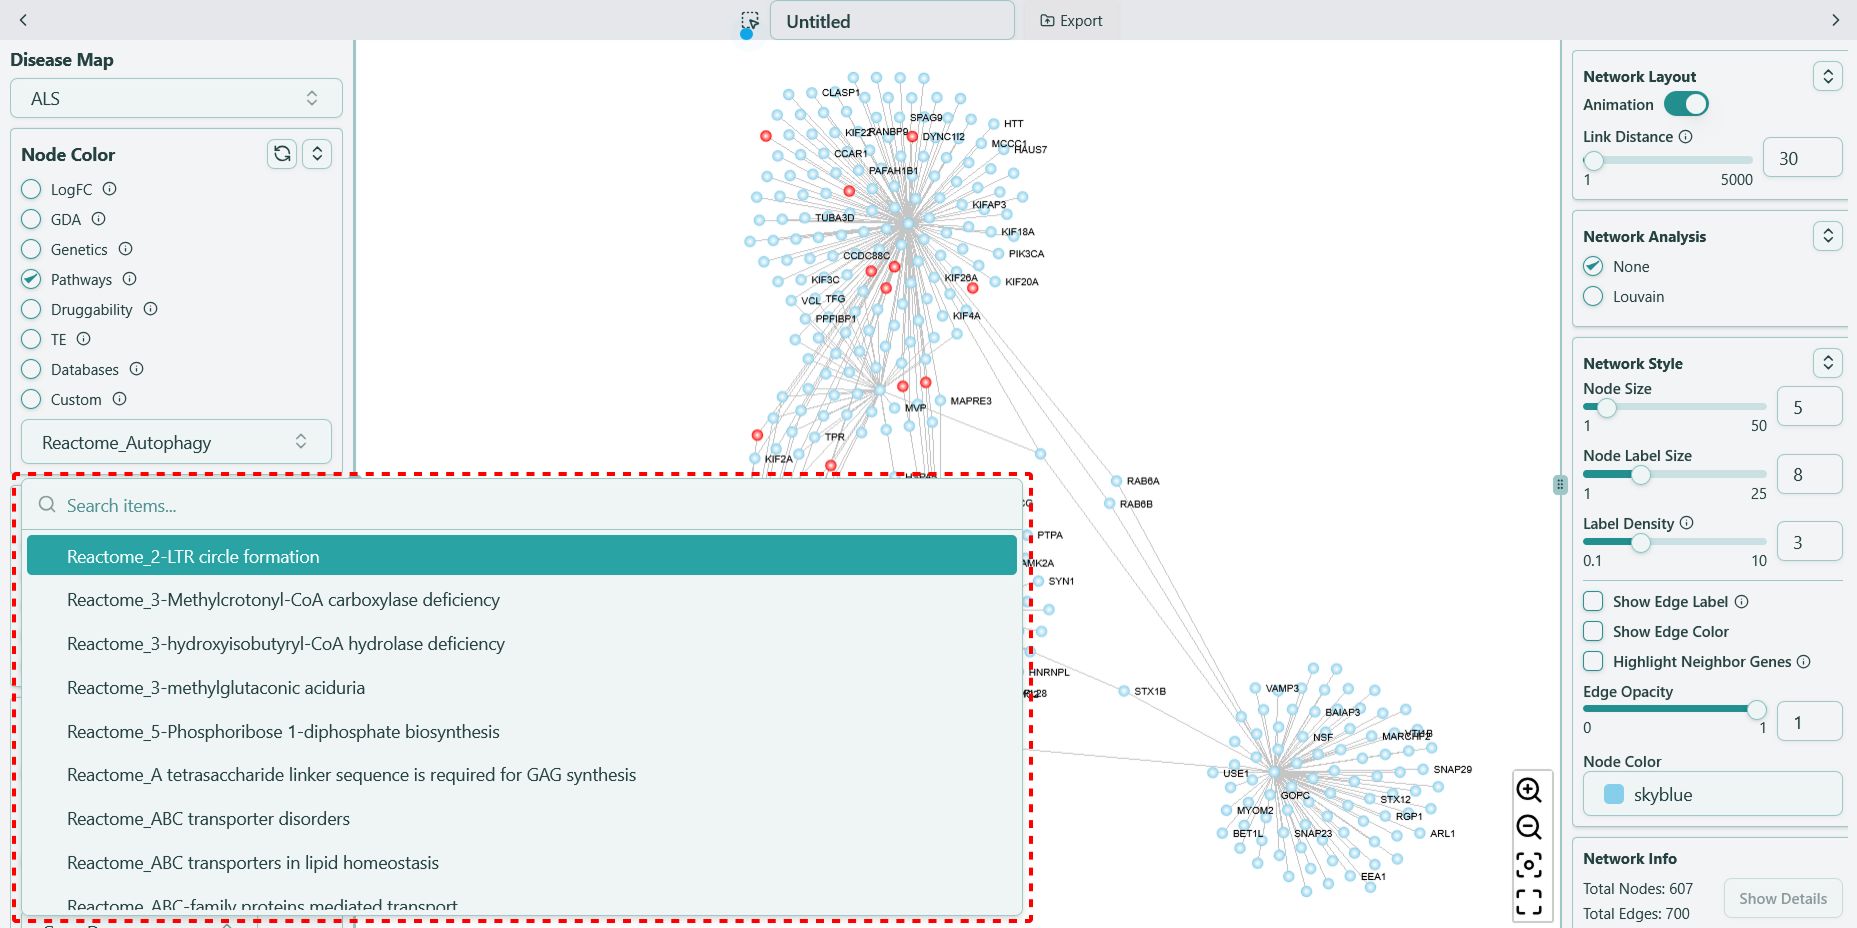 Untitled
Export
Disease Map
ALS
Node Color
LogFC
GDA
Genetics
Pathways
Druggability
TE
Databases
Custom
Reactome_Autophagy
Search items...
Reactome_2-LTR circle formation
Reactome_3-Methylcrotonyl-CoA carboxylase deficiency
Reactome_3-hydroxyisobutyryl-CoA hydrolase deficiency
Reactome_3-methylglutaconic aciduria
Reactome_5-Phosphoribose 1-diphosphate biosynthesis
Reactome_A tetrasaccharide linker sequence is required for GAG synthesis
Reactome_ABC transporter disorders
Reactome_ABC transporters in lipid homeostasis
Reactome_ABC-family proteins mediated transport
CLASP1
SPAG9
HTT
KIF22
RANBP9
DYNC1I2
MCCC1
HAUS7
CCAR1
PAFAH1B1
KIFAP3
TUBA3D
KIF18A
CCDC88C
PIK3CA
KIF3C
KIF26A
KIF20A
VCL
TFG
PPFIBP1
KIF4A
MVP
MAPRE3
TPR
KIF2A
RAB6A
RAB6B
PTPA
SYN1
HNRNPL
STX1B
VAMP3
BAIAP3
NSF
USE1
SNAP29
GOPC
STX12
MYOM2
RGP1
BET1L
SNAP23
ARL1
EEA1
Network Layout
Animation
Link Distance
30
1
5000
Network Analysis
None
Louvain
Network Style
Node Size
5
1
50
Node Label Size
8
1
25
Label Density
3
0.1
10
Show Edge Label
Show Edge Color
Highlight Neighbor Genes
Edge Opacity
1
0
1
Node Color
skyblue
Network Info
Total Nodes: 607
Show Details
Total Edges: 700